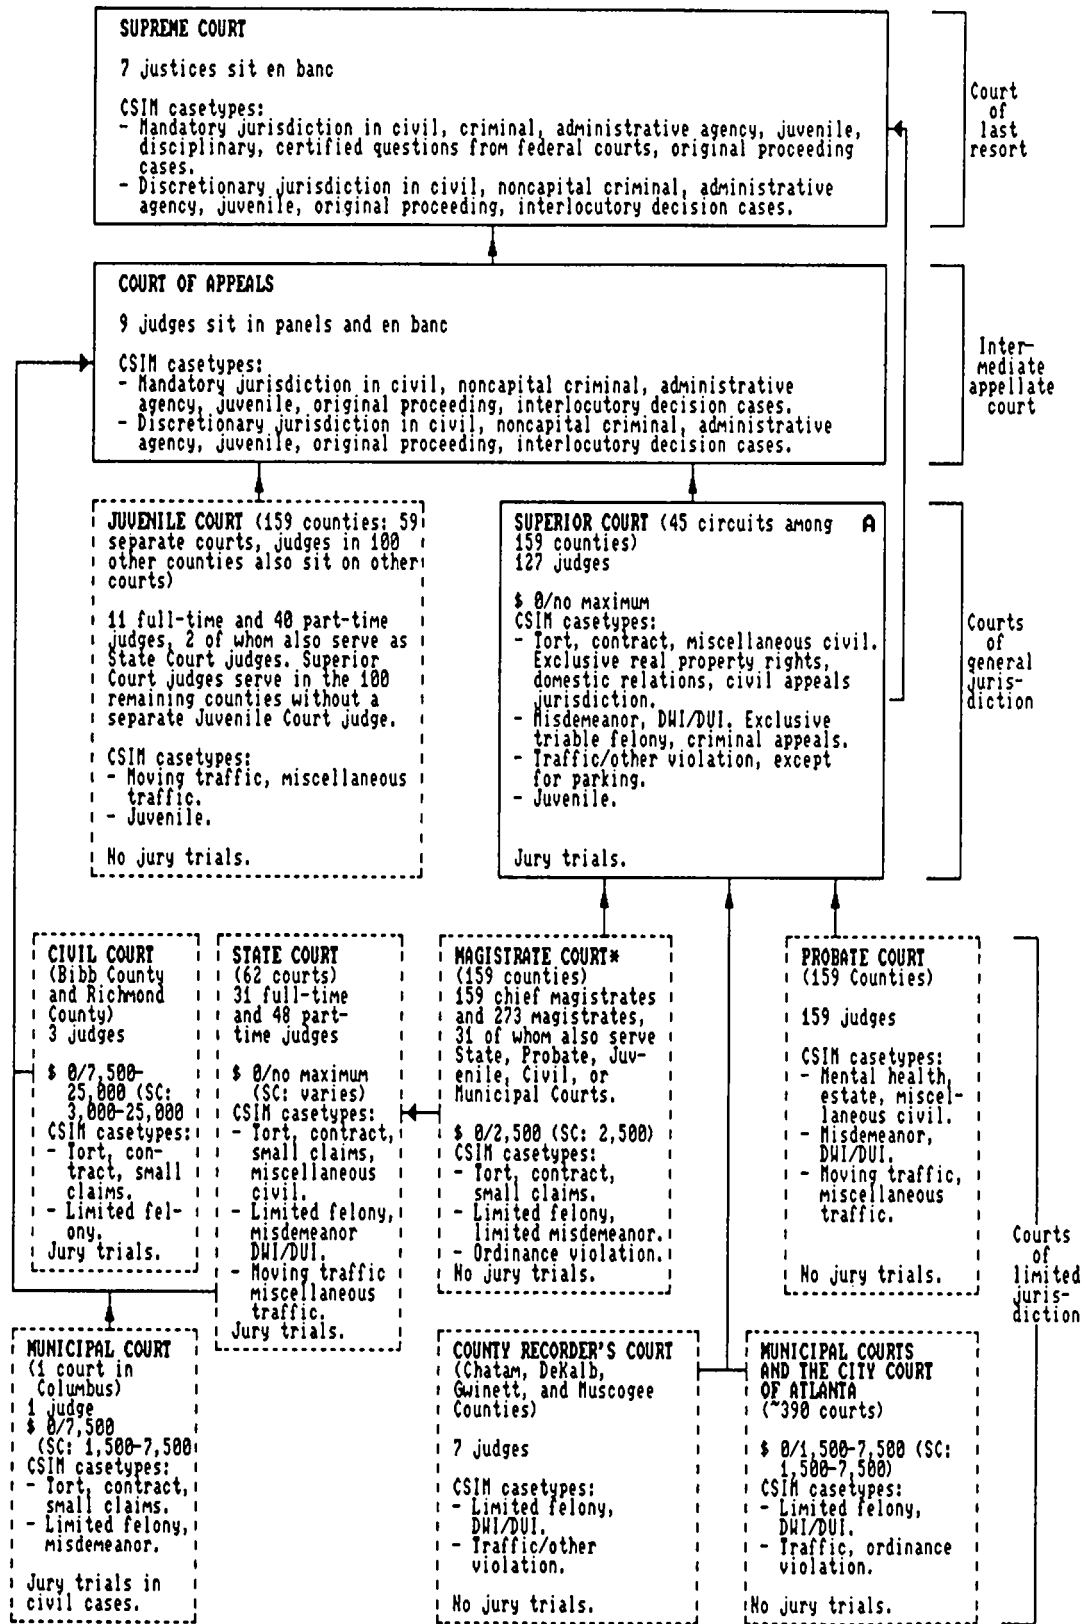 SUPREME COURT
7 justices sit en banc
CSIM casetypes:
- Mandatory jurisdiction in civil, criminal, administrative agency, juvenile,
disciplinary, certified questions from federal courts, original proceeding
cases.
- Discretionary jurisdiction in civil, noncapital criminal, administrative
agency, juvenile, original proceeding, interlocutory decision cases.
Court
of
last
resort
COURT OF APPEALS
9 judges sit in panels and en banc
CSIM casetypes:
- Mandatory jurisdiction in civil, noncapital criminal, administrative
agency, juvenile, original proceeding, interlocutory decision cases.
- Discretionary jurisdiction in civil, noncapital criminal, administrative
agency, juvenile, original proceeding, interlocutory decision cases.
Inter-
mediate
appellate
court
JUVENILE COURT (159 counties: 59
separate courts, judges in 100
other counties also sit on other
courts)
11 full-time and 40 part-time
judges, 2 of whom also serve as
State Court judges. Superior
Court judges serve in the 100
remaining counties without a
separate Juvenile Court judge.
CSIM casetypes:
- Moving traffic, miscellaneous
traffic.
- Juvenile.
No jury trials.
SUPERIOR COURT (45 circuits among A
159 counties)
127 judges
$ 0/no maximum
CSIM casetypes:
- Tort, contract, miscellaneous civil.
Exclusive real property rights,
domestic relations, civil appeals
jurisdiction.
- Misdemeanor, DWI/DUI. Exclusive
triable felony, criminal appeals.
- Traffic/other violation, except
for parking.
- Juvenile.
Jury trials.
Courts
of
general
juris-
diction
CIVIL COURT
(Bibb County
and Richmond
County)
3 judges
$ 0/7,500-
25,000 (SC:
3,000-25,000
CSIM casetypes:
- Tort, con-
tract, small
claims.
- Limited fel-
ony.
Jury trials.
STATE COURT
(62 courts)
31 full-time
and 48 part-
time judges
$ 0/no maximum
(SC: varies)
CSIM casetypes:
- Tort, contract,
small claims,
miscellaneous
civil.
- Limited felony,
misdemeanor
DWI/DUI.
- Moving traffic
miscellaneous
traffic.
Jury trials.
MAGISTRATE COURT*
(159 counties)
159 chief magistrates
and 273 magistrates,
31 of whom also serve
State, Probate, Juv-
enile, Civil, or
Municipal Courts.
$ 0/2,500 (SC: 2,500)
CSIM casetypes:
- Tort, contract,
small claims.
- Limited felony,
limited misdemeanor.
- Ordinance violation.
No jury trials.
PROBATE COURT
(159 Counties)
159 judges
CSIM casetypes:
- Mental health,
estate, miscel-
laneous civil.
- Misdemeanor,
DWI/DUI.
- Moving traffic,
miscellaneous
traffic.
No jury trials.
Courts
of
limited
juris-
diction
MUNICIPAL COURT
(1 court in
Columbus)
1 judge
$ 0/7,500
(SC: 1,500-7,500
CSIM casetypes:
- Tort, contract,
small claims.
- Limited felony,
misdemeanor.
Jury trials in
civil cases.
COUNTY RECORDER'S COURT
(Chatam, DeKalb,
Gwinett, and Muscogee
Counties)
7 judges
CSIM casetypes:
- Limited felony,
DWI/DUI.
- Traffic/other
violation.
No jury trials.
MUNICIPAL COURTS
AND THE CITY COURT
OF ATLANTA
(~390 courts)
$ 0/1,500-7,500 (SC:
1,500-7,500)
CSIM casetypes:
- Limited felony,
DWI/DUI.
- Traffic, ordinance
violation.
No jury trials.